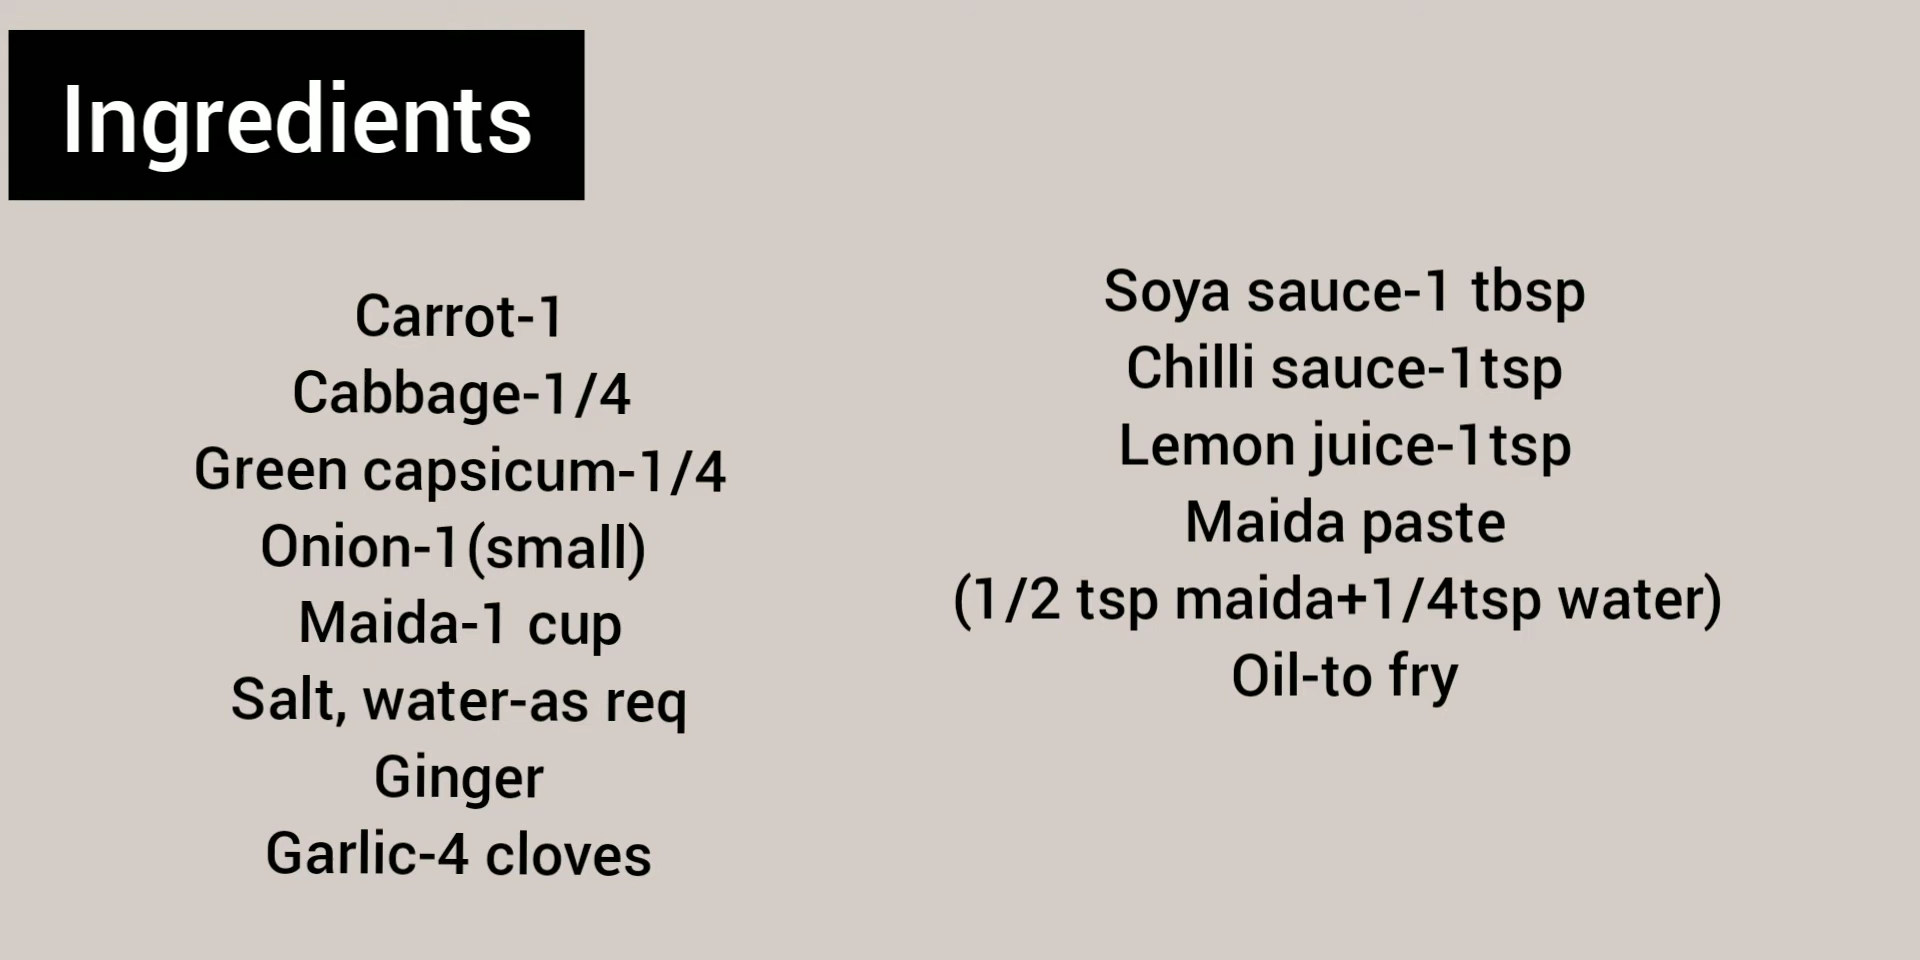 Ingredients
Carrot-1
Cabbage-1/4
Green capsicum-1/4
Onion-1(small)
Maida-1 cup
Salt, water-as req
Ginger
Garlic-4 cloves
Soya sauce-1 tbsp
Chilli sauce-1tsp
Lemon juice-1tsp
Maida paste
(1/2 tsp maida+1/4tsp water)
Oil-to fry